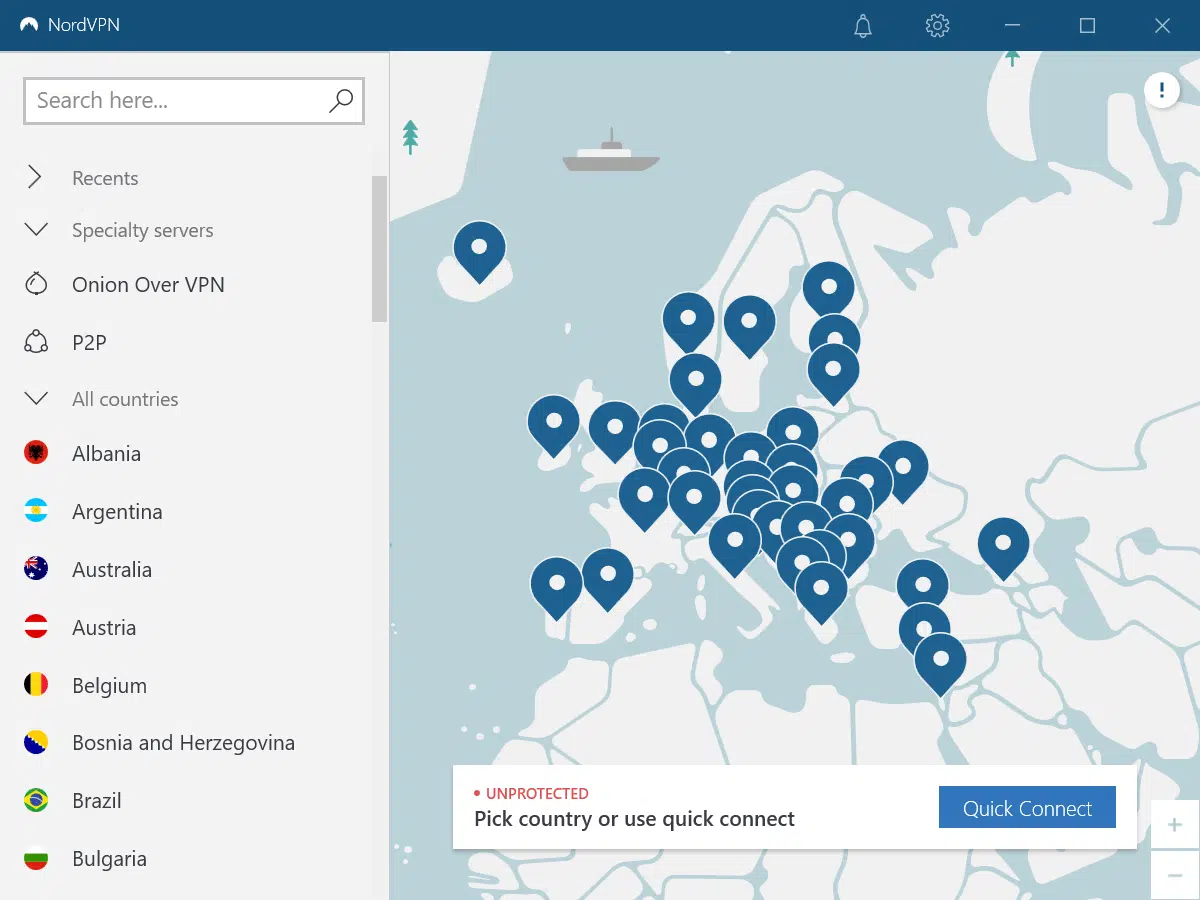 NordVPN
Search here...
Recents
Specialty servers
Onion Over VPN
P2P
All countries
Albania
Argentina
Australia
Austria
Belgium
Bosnia and Herzegovina
Brazil
Bulgaria
!
UNPROTECTED
Pick country or use quick connect
Quick Connect
+
−